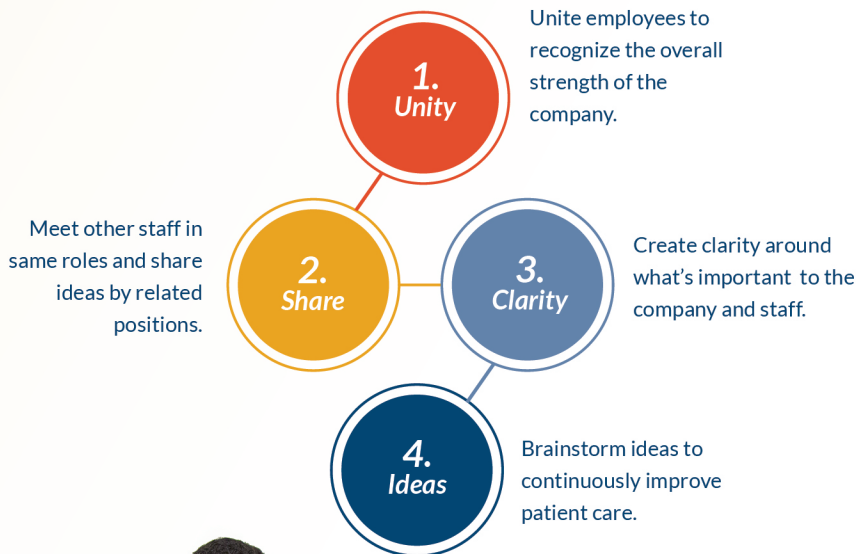 1.
Unity
Unite employees to
recognize the overall
strength of the
company.
2.
Share
Meet other staff in
same roles and share
ideas by related
positions.
3.
Clarity
Create clarity around
what’s important  to the
company and staff.
4.
Ideas
Brainstorm ideas to
continuously improve
patient care.